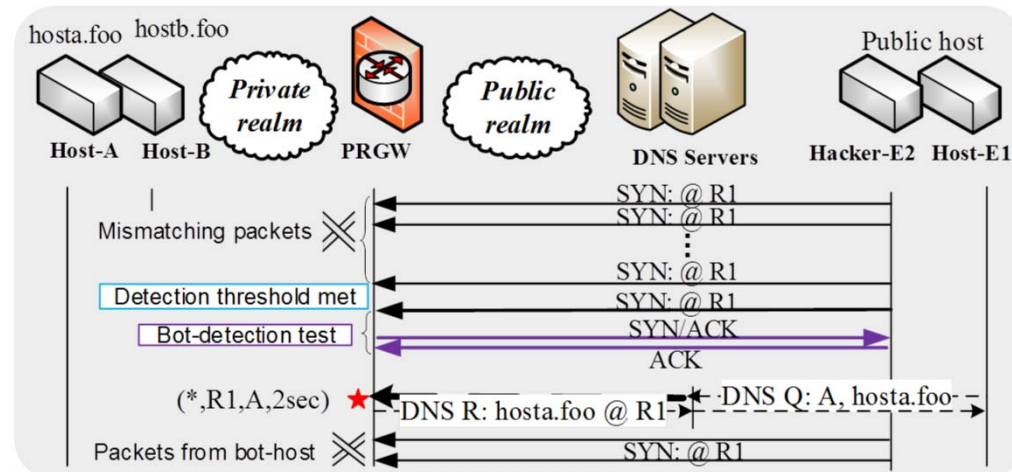 hosta.foo
hostb.foo
Public host
Private
realm
Public
realm
Host-A
Host-B
PRGW
DNS Servers
Hacker-E2
Host-E1
SYN: @ R1
SYN: @ R1
Mismatching packets
SYN: @ R1
Detection threshold met
SYN: @ R1
Bot-detection test
SYN/ACK
ACK
(*,R1,A,2sec)
DNS Q: A, hosta.foo
DNS R: hosta.foo @ R1
Packets from bot-host
SYN: @ R1